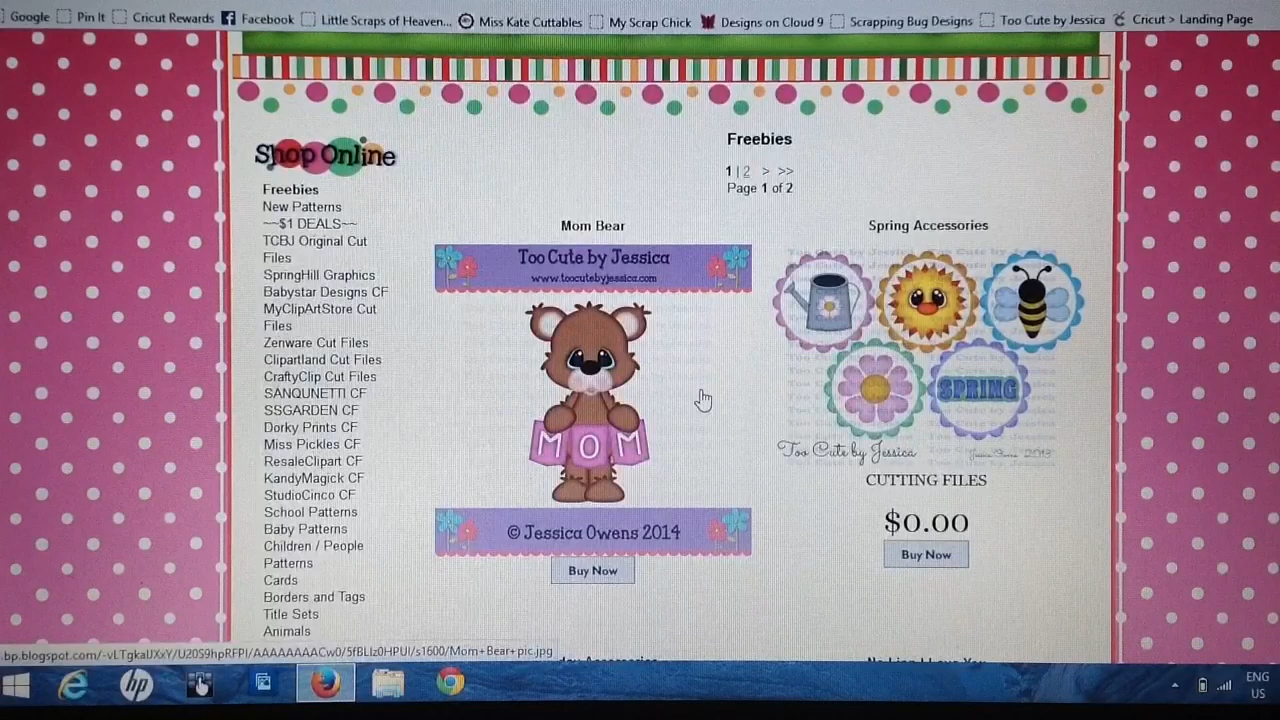 Google Pin It Cricut Rewards Facebook Little Scraps of Heaven... Miss Kate Cuttables My Scrap Chick Designs on Cloud 9 Scrapping Bug Designs Too Cute by Jessica Cricut > Landing Page
Shop Online
Freebies
New Patterns
~~$1 DEALS~~
TCBJ Original Cut
Files
SpringHill Graphics
Babystar Designs CF
MyClipArtStore Cut
Files
Zenware Cut Files
Clipartland Cut Files
CraftyClip Cut Files
SANQUNETTI CF
SSGARDEN CF
Dorky Prints CF
Miss Pickles CF
ResaleClipart CF
KandyMagick CF
StudioCinco CF
School Patterns
Baby Patterns
Children / People
Patterns
Cards
Borders and Tags
Title Sets
Animals
Freebies
1 | 2 > >>
Page 1 of 2
Mom Bear
Too Cute by Jessica
www.toocutebyjessica.com
MOM
© Jessica Owens 2014
Buy Now
Spring Accessories
SPRING
Too Cute by Jessica
CUTTING FILES
$0.00
Buy Now
ENG
US